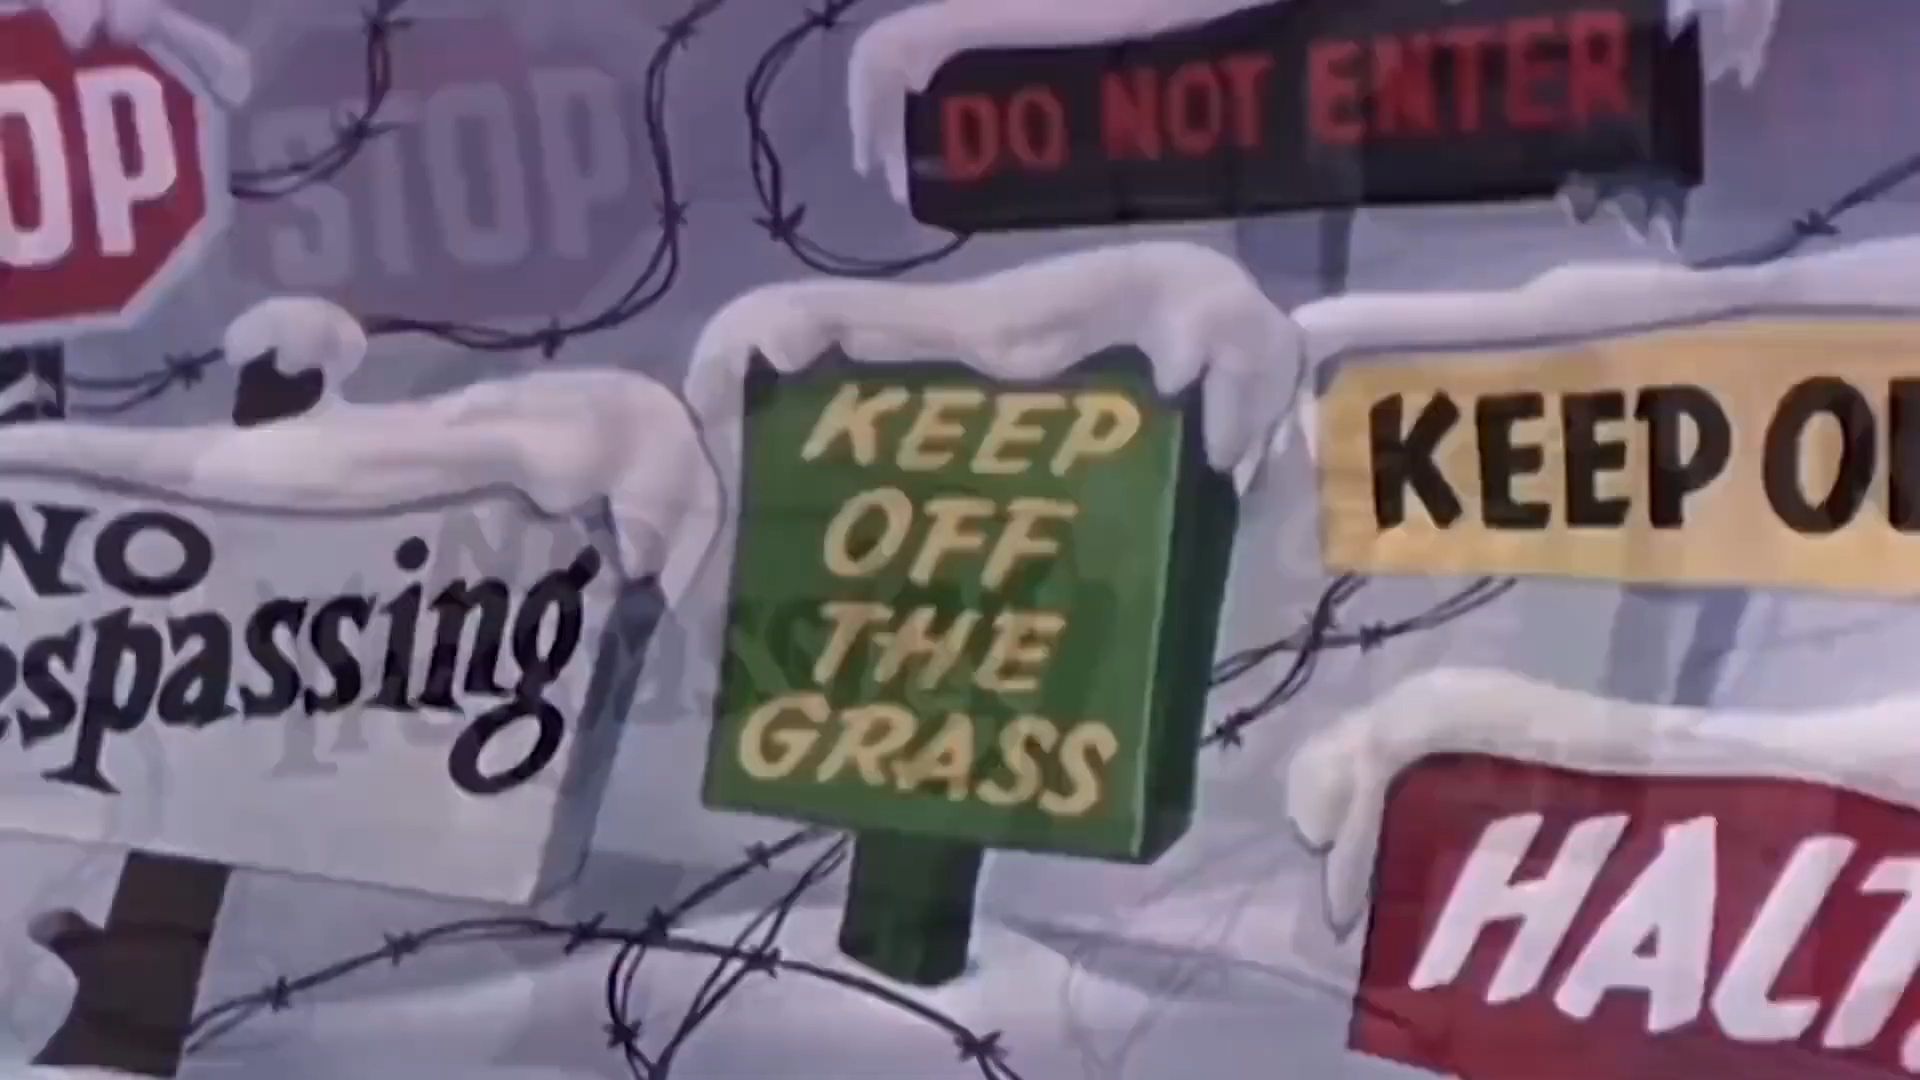 OP
STOP
DO NOT ENTER
KEEP
OFF
THE
GRASS
KEEP O
NO
espassing
HALT